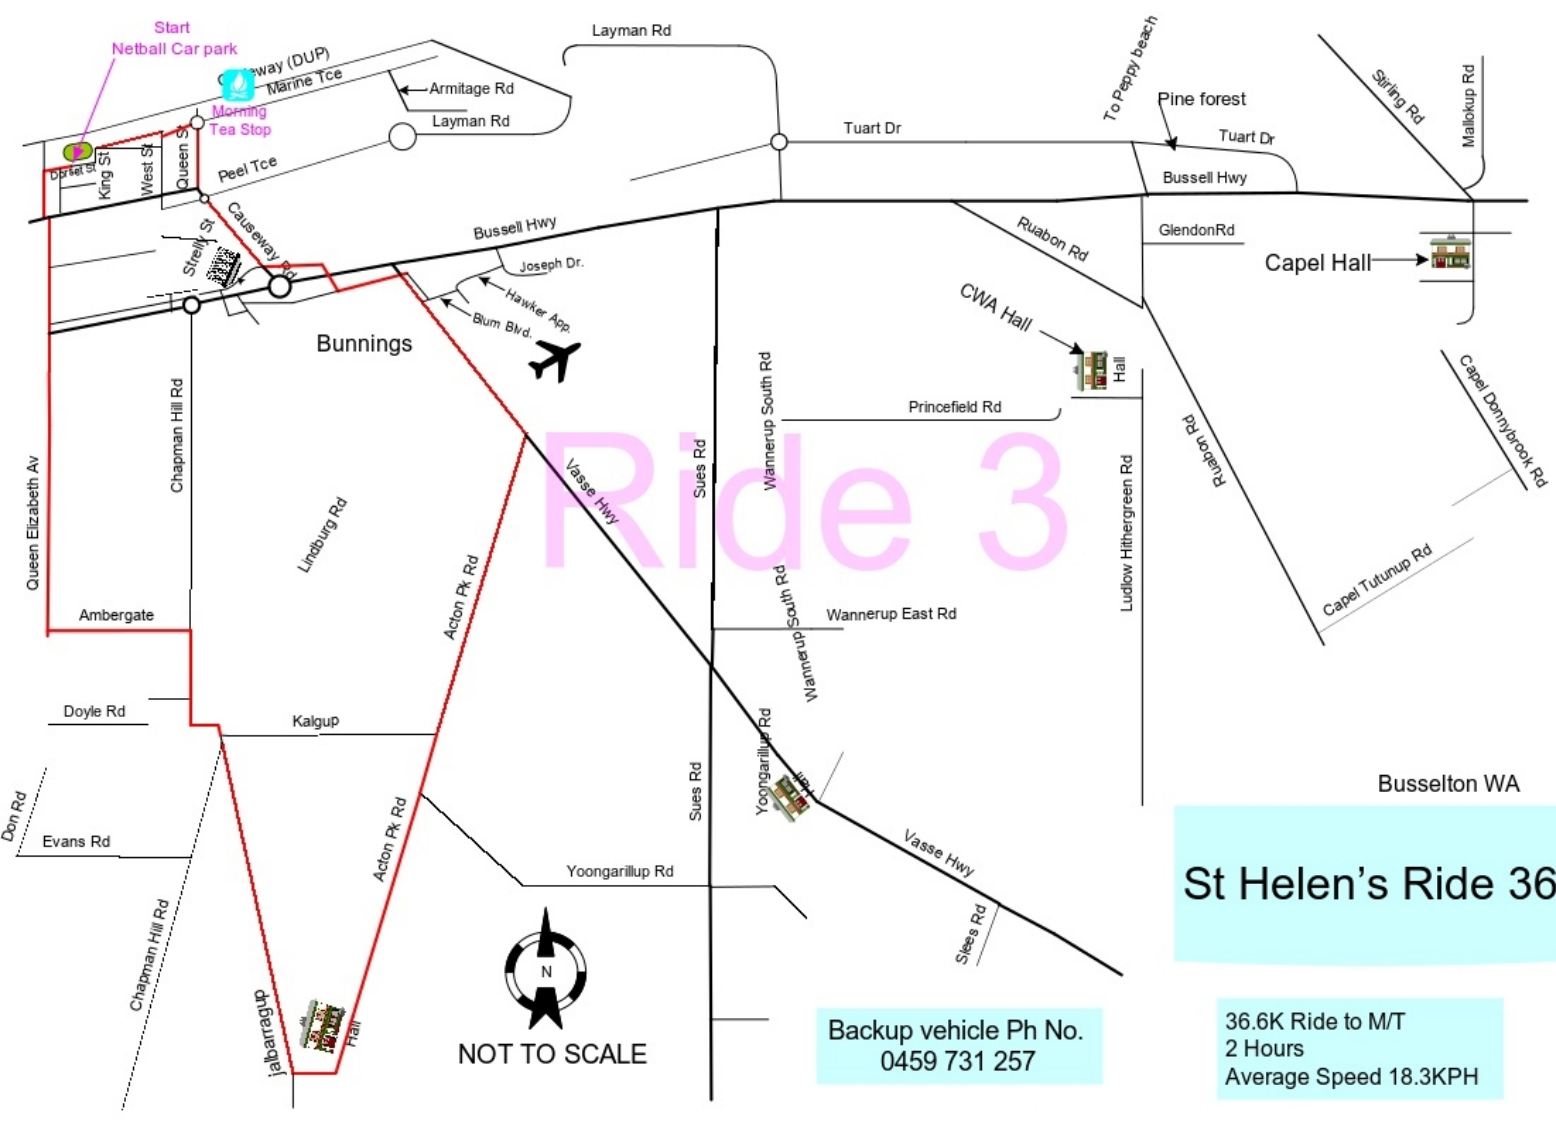 Start
Netball Car park
Layman Rd
To Peppy beach
Stirling Rd
Mallokup Rd
(DUP)
Marine Tce
Armitage Rd
Morning
Tea Stop
Layman Rd
Tuart Dr
Pine forest
Tuart Dr
Dorset St
King St
West St
Queen St
Peel Tce
Bussell Hwy
Strelly St
Causeway Rd
Bussell Hwy
Ruabon Rd
GlendonRd
Capel Hall
Joseph Dr.
Hawker App.
Blum Blvd.
CWA Hall
Hall
Bunnings
Capel Donnybrook Rd
Chapman Hill Rd
Wannerup South Rd
Princefield Rd
Ride 3
Queen Elizabeth Av
Lindburg Rd
Vasse Hwy
Sues Rd
Ludlow Hithergreen Rd
Ruabon Rd
Ambergate
Acton Pk Rd
Wannerup South Rd
Wannerup East Rd
Capel Tutunup Rd
Doyle Rd
Kalgup
Sues Rd
Yoongarillup Rd
Hall
Busselton WA
Don Rd
Evans Rd
Acton Pk Rd
Yoongarillup Rd
Vasse Hwy
St Helen’s Ride 36
Chapman Hill Rd
Slees Rd
N
jalbarragup
Hall
NOT TO SCALE
Backup vehicle Ph No.
0459 731 257
36.6K Ride to M/T
2 Hours
Average Speed 18.3KPH